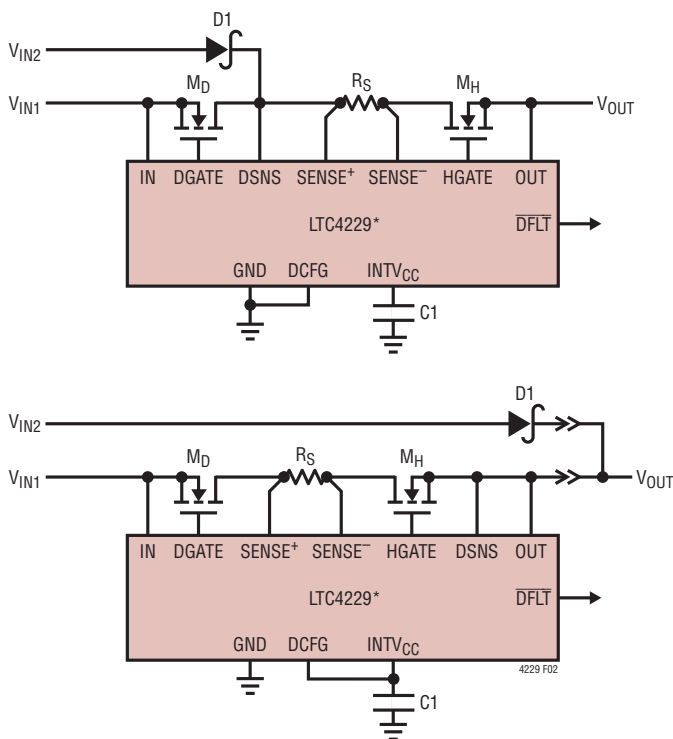 D1
VIN2
VIN1 MD RS MH VOUT
IN DGATE DSNS SENSE+ SENSE– HGATE OUT
LTC4229* DFLT
GND DCFG INTVCC
C1
D1
VIN2
VIN1 MD RS MH VOUT
IN DGATE SENSE+ SENSE– HGATE DSNS OUT
LTC4229* DFLT
GND DCFG INTVCC
4229 F02
C1